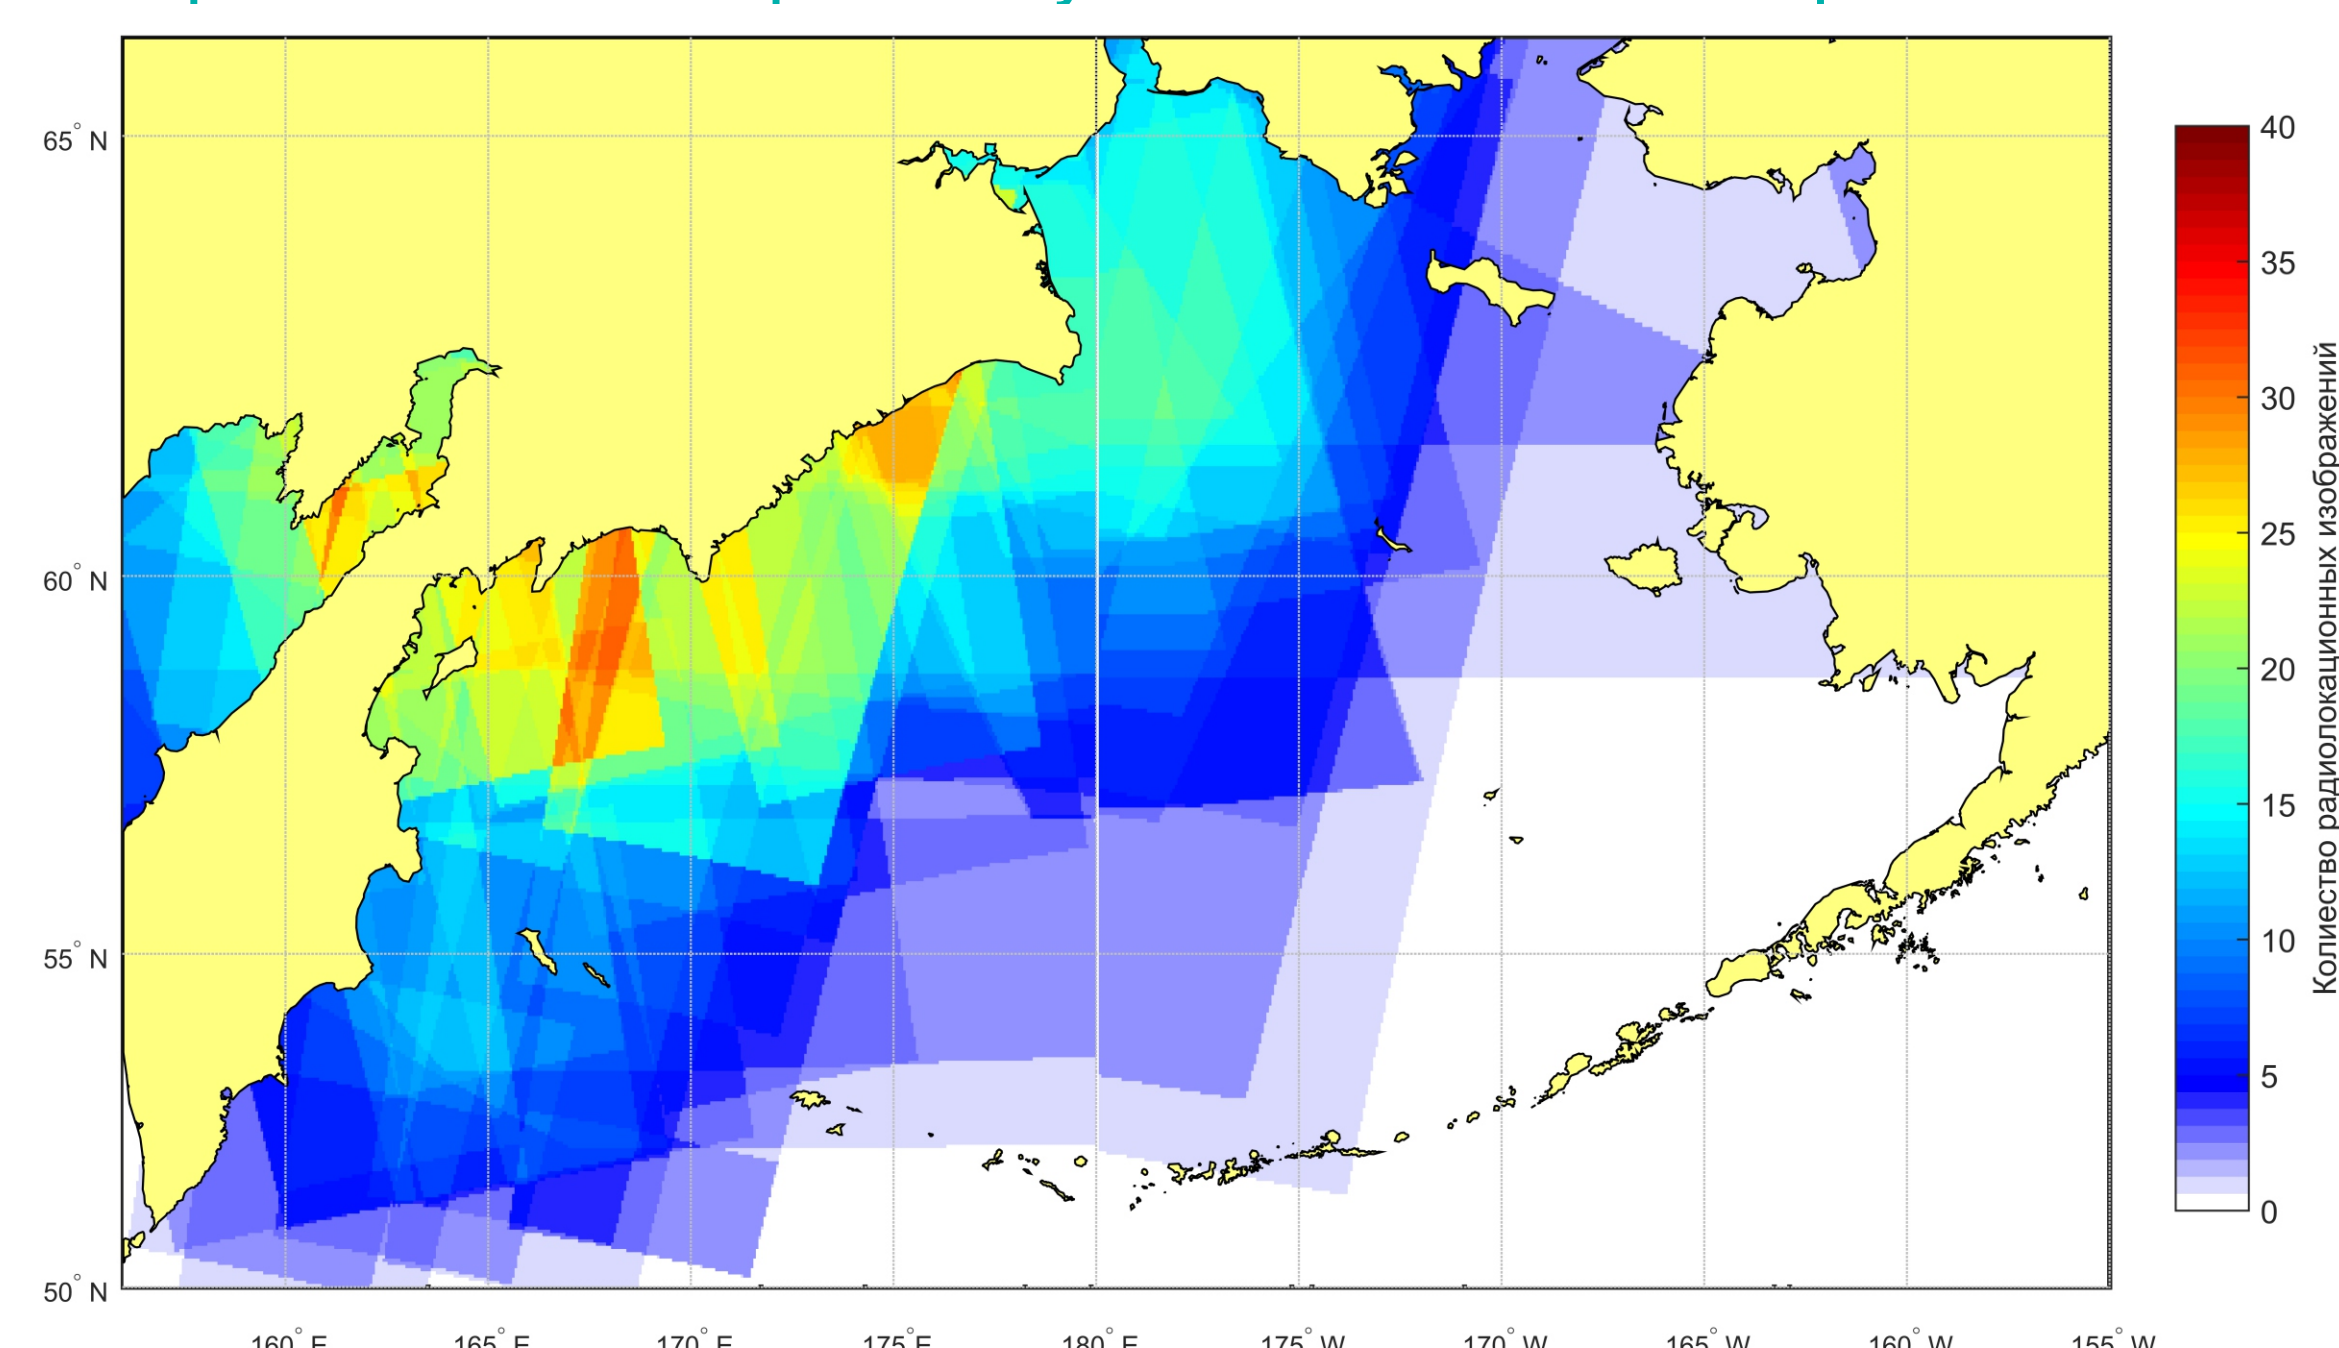 65° N
60° N
55° N
50° N
160° E
165° E
170° E
175° E
180° E
175° W
170° W
165° W
160° W
155° W
40
35
30
25
20
15
10
5
0
Колиество радиолокационных изображений